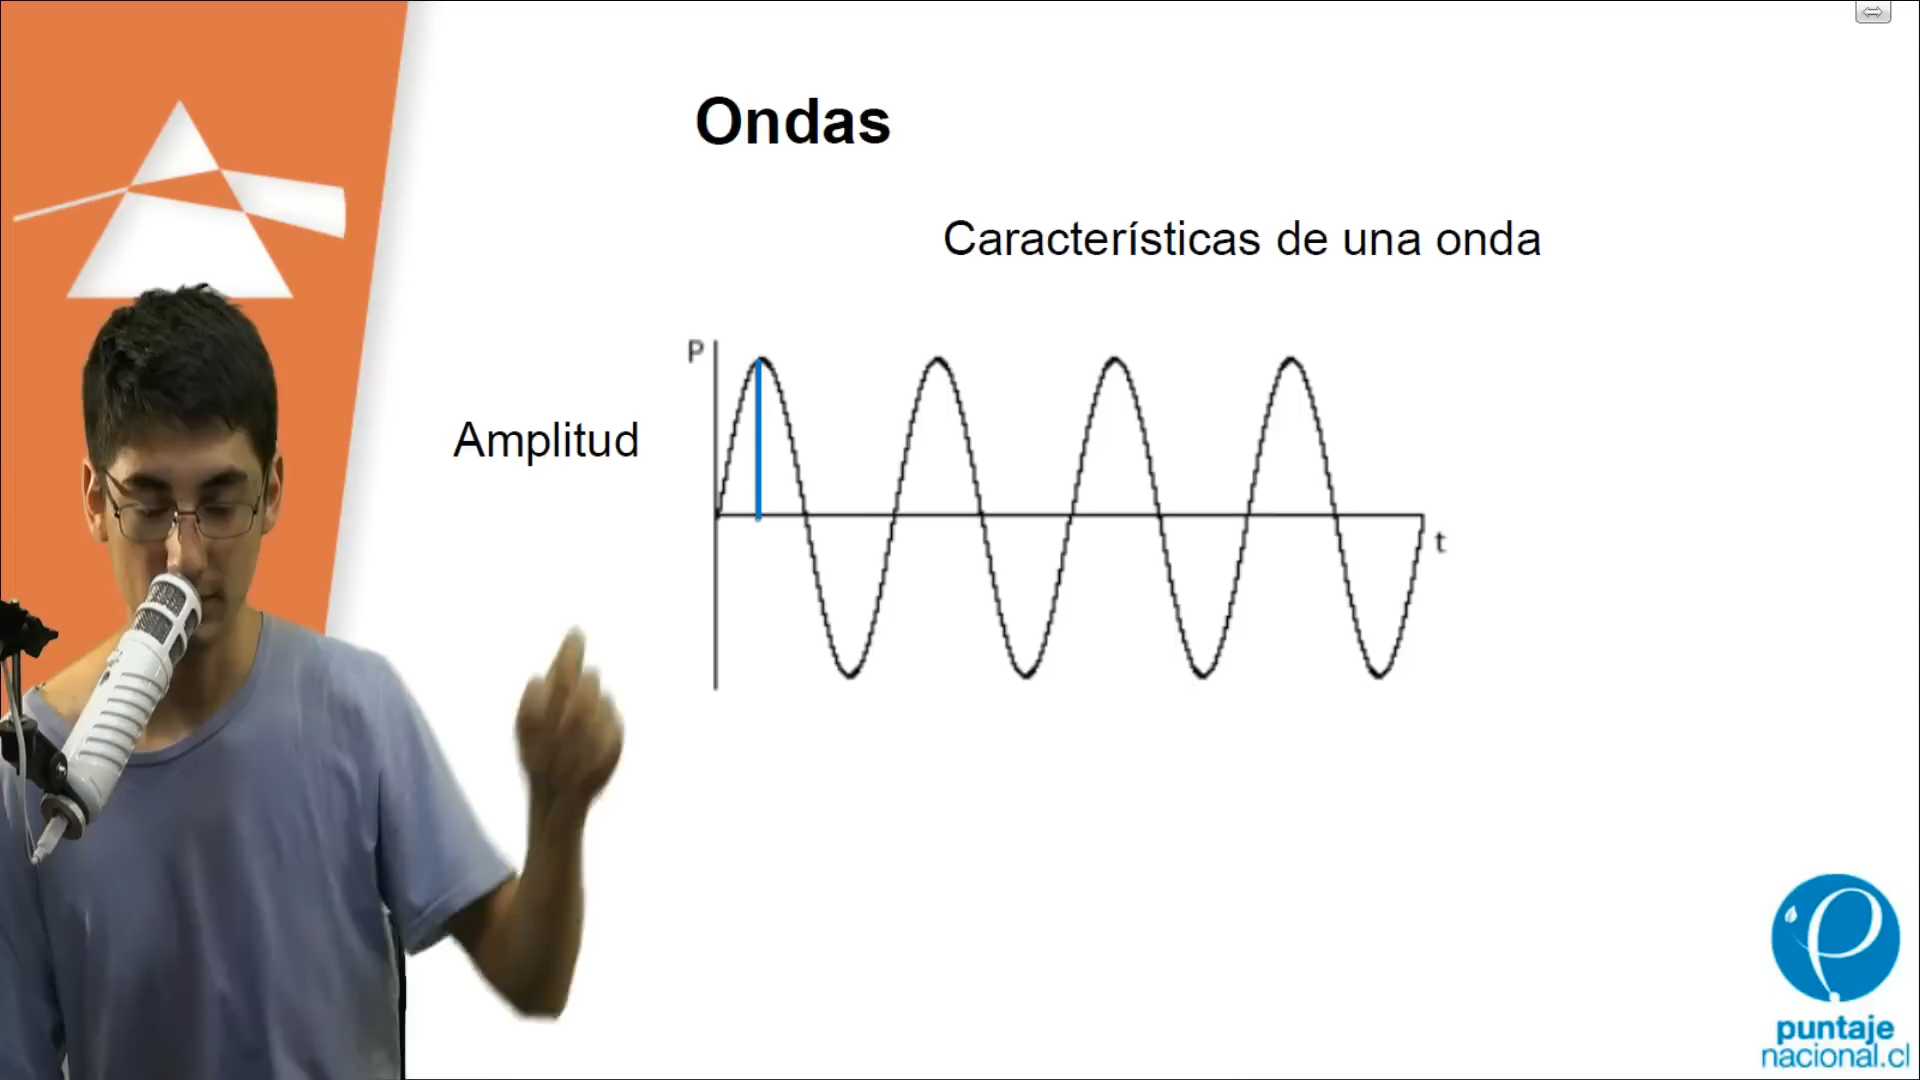 Ondas
Características de una onda
P
Amplitud
t
puntaje
nacional.cl